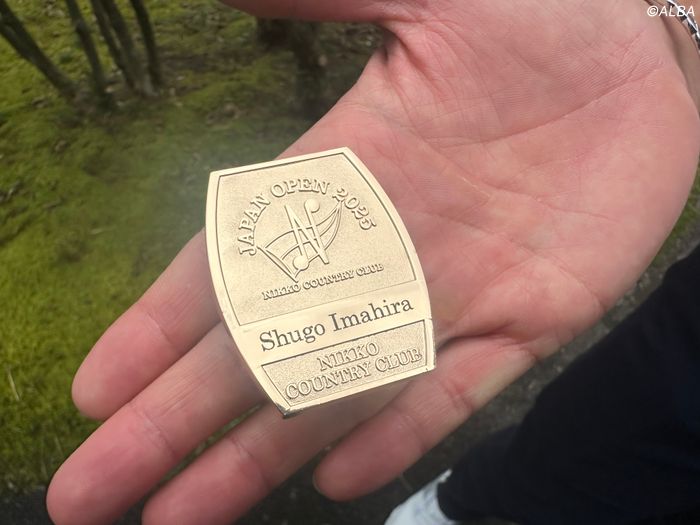 ©ALBA
JAPAN OPEN 2025
NIKKO COUNTRY CLUB
Shugo Imahira
NIKKO
COUNTRY CLUB